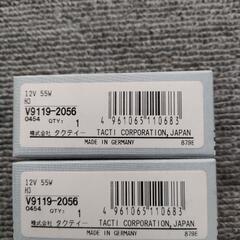 12V 55W
HO
V9119-2056
0454 QTY: 1
4 961065 110683
株式会社 タクティー TACTI CORPORATION, JAPAN
MADE IN GERMANY 879E
12V 55W
HO
V9119-2056
0454 QTY: 1
4 961065 110683
株式会社 タクティー TACTI CORPORATION, JAPAN
MADE IN GERMANY 879E